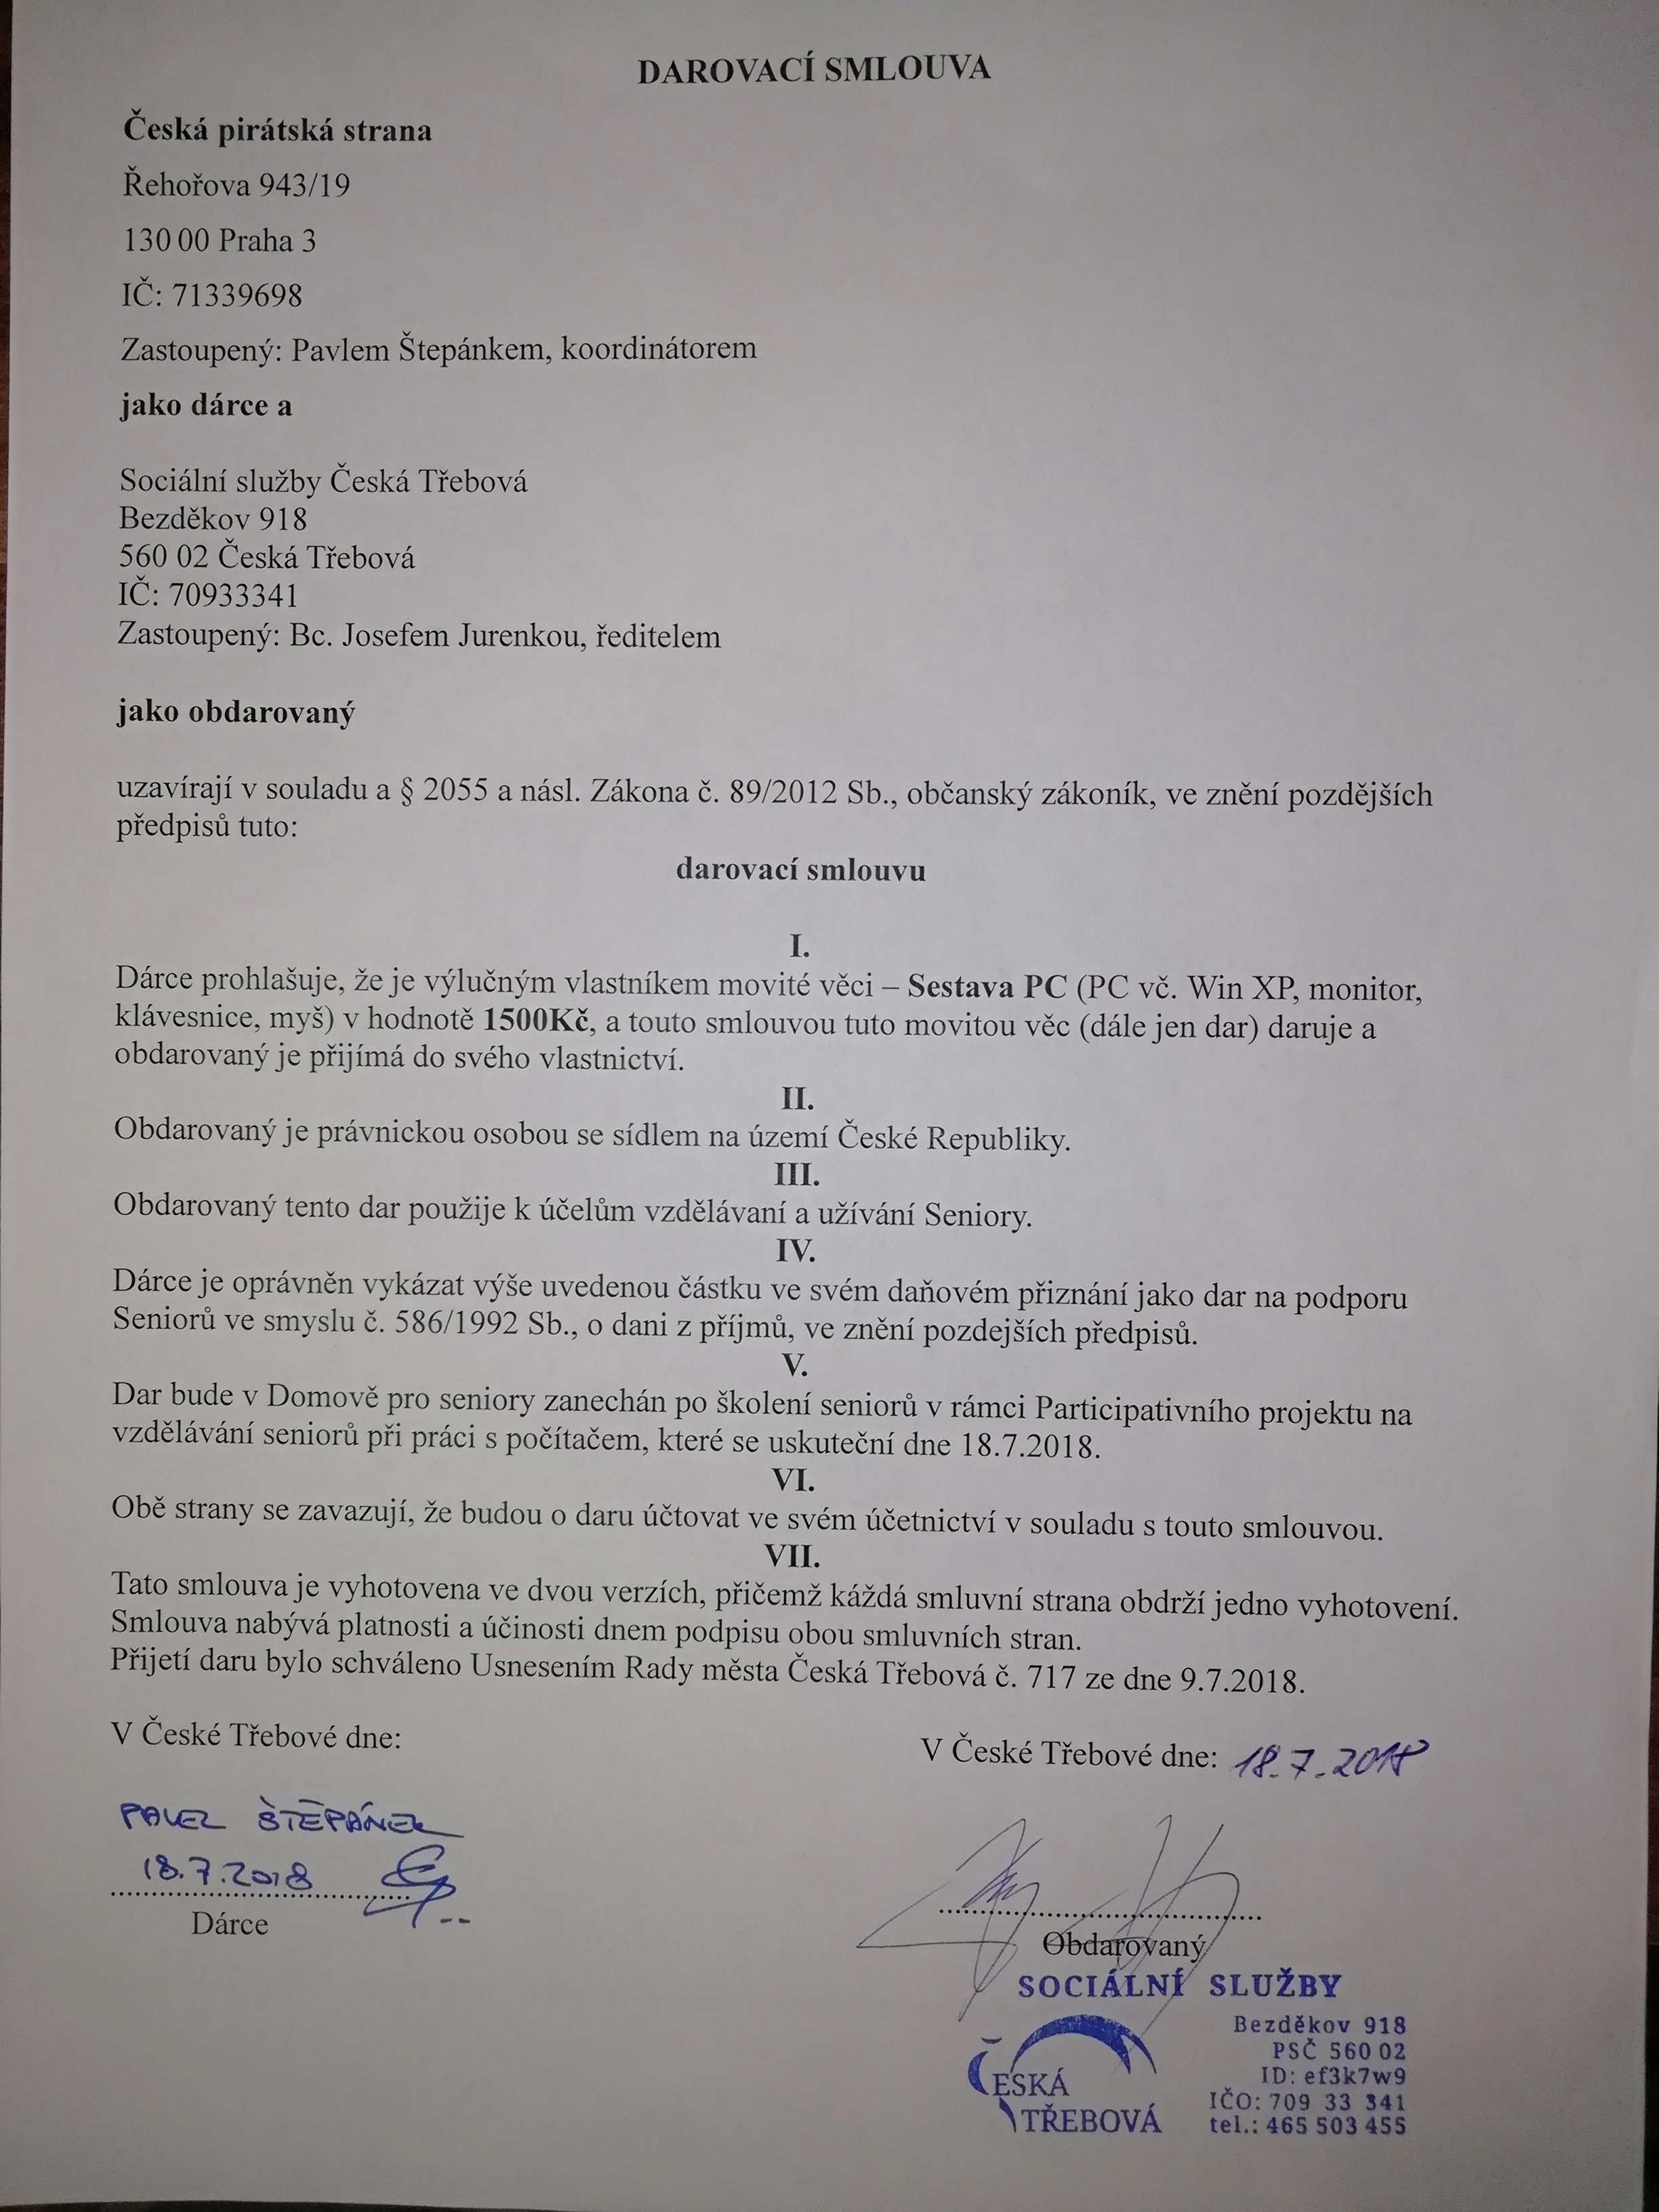 DAROVACÍ SMLOUVA
Česká pirátská strana
Řehořova 943/19
130 00 Praha 3
IČ: 71339698
Zastoupený: Pavlem Štepánkem, koordinátorem
jako dárce a
Sociální služby Česká Třebová
Bezděkov 918
560 02 Česká Třebová
IČ: 70933341
Zastoupený: Bc. Josefem Jurenkou, ředitelem
jako obdarovaný
uzavírají v souladu a § 2055 a násl. Zákona č. 89/2012 Sb., občanský zákoník, ve znění pozdějších
předpisů tuto:
darovací smlouvu
I.
Dárce prohlašuje, že je výlučným vlastníkem movité věci – Sestava PC (PC vč. Win XP, monitor,
klávesnice, myš) v hodnotě 1500Kč, a touto smlouvou tuto movitou věc (dále jen dar) daruje a
obdarovaný je přijímá do svého vlastnictví.
II.
Obdarovaný je právnickou osobou se sídlem na území České Republiky.
III.
Obdarovaný tento dar použije k účelům vzdělávaní a užívání Seniory.
IV.
Dárce je oprávněn vykázat výše uvedenou částku ve svém daňovém přiznání jako dar na podporu
Seniorů ve smyslu č. 586/1992 Sb., o dani z příjmů, ve znění pozdejších předpisů.
V.
Dar bude v Domově pro seniory zanechán po školení seniorů v rámci Participativního projektu na
vzdělávání seniorů při práci s počítačem, které se uskuteční dne 18.7.2018.
VI.
Obě strany se zavazují, že budou o daru účtovat ve svém účetnictví v souladu s touto smlouvou.
VII.
Tato smlouva je vyhotovena ve dvou verzích, přičemž káždá smluvní strana obdrží jedno vyhotovení.
Smlouva nabývá platnosti a účinosti dnem podpisu obou smluvních stran.
Přijetí daru bylo schváleno Usnesením Rady města Česká Třebová č. 717 ze dne 9.7.2018.
V České Třebové dne:
V České Třebové dne: 18.7.2018
PAVEL ŠTĚPÁNEK
18.7.2018
Dárce
Obdarovaný
SOCIÁLNÍ SLUŽBY
ČESKÁ
TŘEBOVÁ
Bezděkov 918
PSČ 560 02
ID: ef3k7w9
IČO: 709 33 341
tel.: 465 503 455